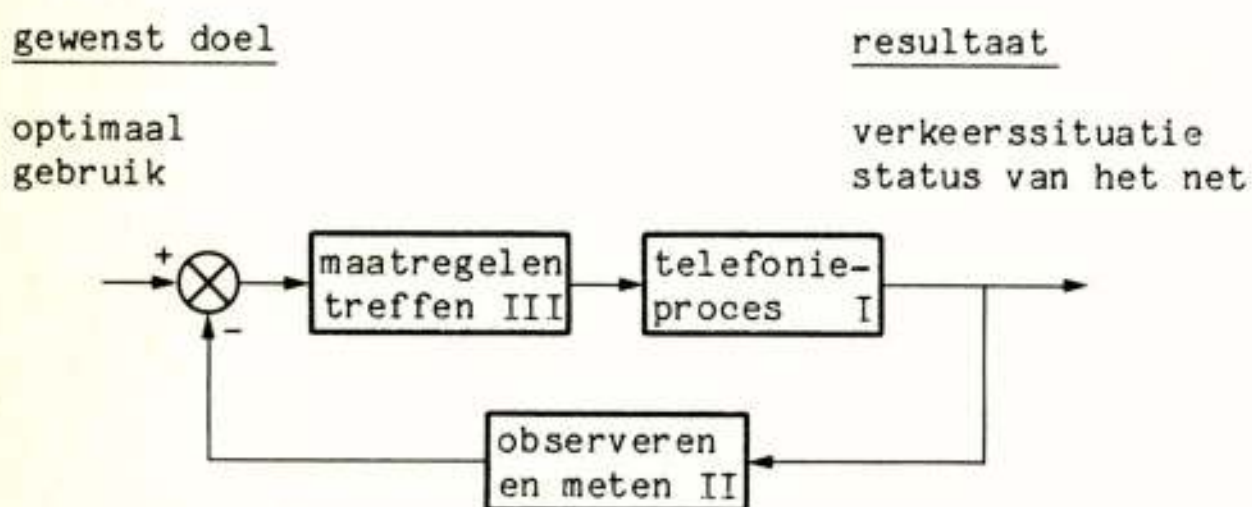 gewenst doel
resultaat
optimaal
gebruik
verkeerssituatie
status van het net
+
-
maatregelen
treffen III
telefonie-
proces I
observeren
en meten II